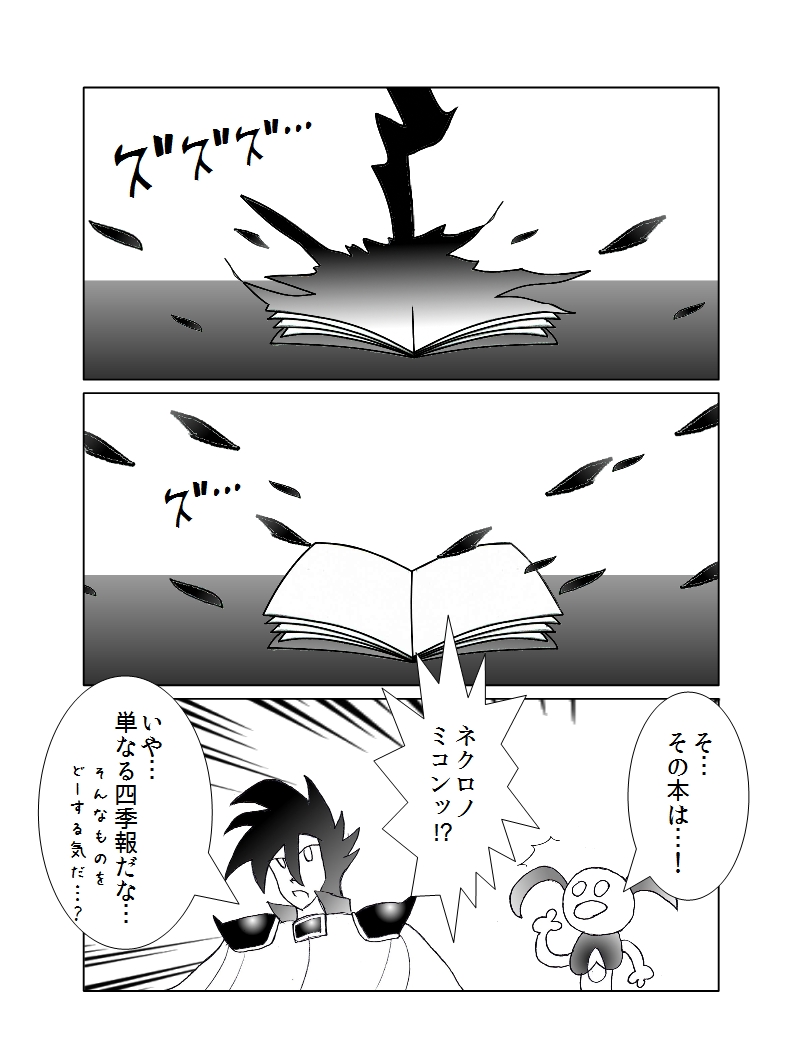 ズズズ…
ズ…
そ…
その本は…！
ネクロノ
ミコンッ!?
いや…
単なる四季報だな…
そんなものを
どーする気だ…?